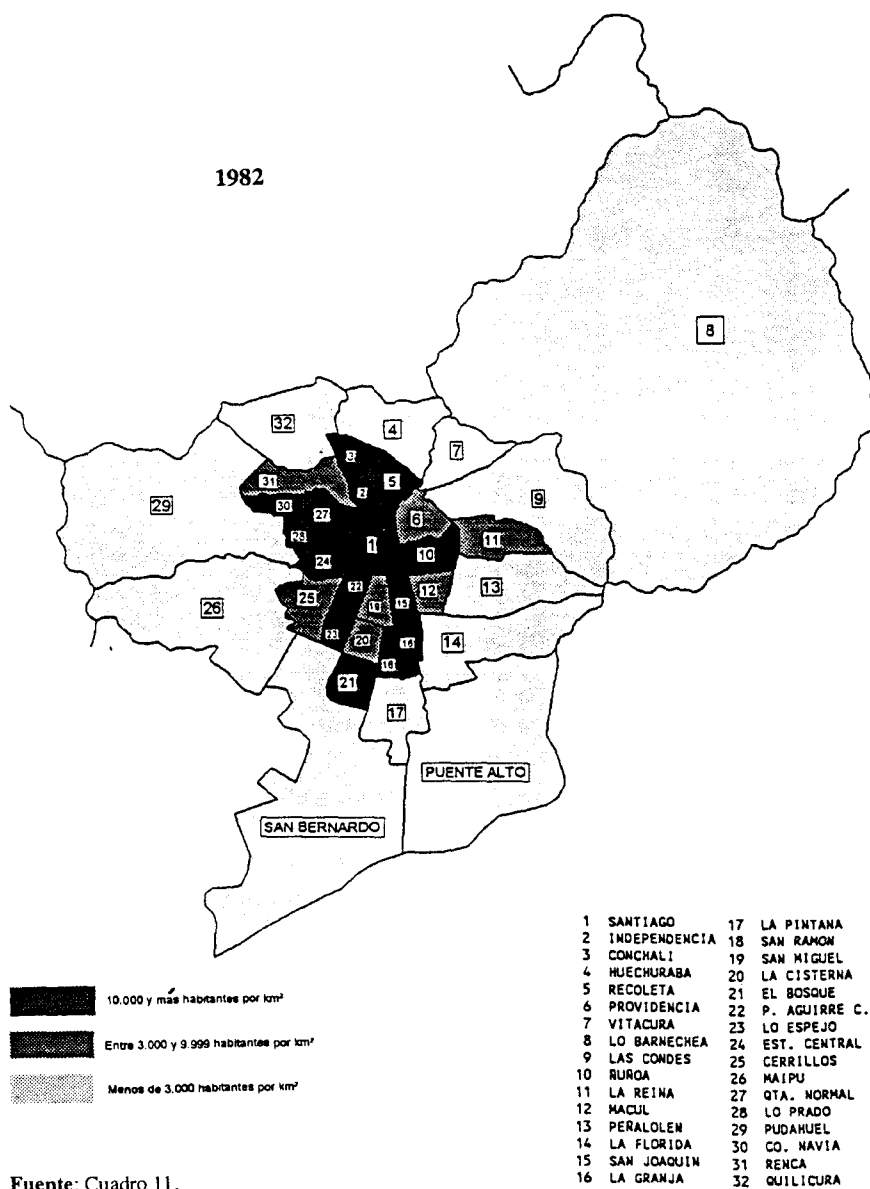 1982
8
32
4
7
3
5
31
9
29
2
30
27
6
11
28
1
10
24
13
25
22
12
26
19
15
23
20
16
14
16
21
17
PUENTE ALTO
SAN BERNARDO
10.000 y más habitantes por km²
Entre 3.000 y 9.999 habitantes por km²
Menos de 3.000 habitantes por km²
1 SANTIAGO
2 INDEPENDENCIA
3 CONCHALI
4 HUECHURABA
5 RECOLETA
6 PROVIDENCIA
7 VITACURA
8 LO BARNECHEA
9 LAS CONDES
10 ÑUÑOA
11 LA REINA
12 MACUL
13 PEÑALOLEN
14 LA FLORIDA
15 SAN JOAQUIN
16 LA GRANJA
17 LA PINTANA
18 SAN RAMON
19 SAN MIGUEL
20 LA CISTERNA
21 EL BOSQUE
22 P. AGUIRRE C.
23 LO ESPEJO
24 EST. CENTRAL
25 CERRILLOS
26 MAIPU
27 QTA. NORMAL
28 LO PRADO
29 PUDAHUEL
30 CO. NAVIA
31 RENCA
32 QUILICURA
Fuente: Cuadro 11.